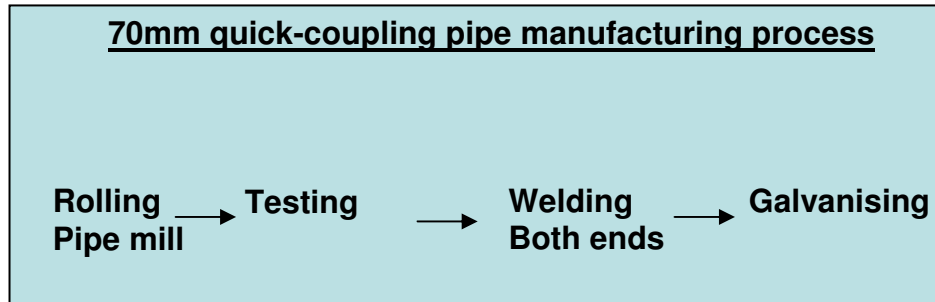 70mm quick-coupling pipe manufacturing process
Rolling Testing Welding Galvanising
Pipe mill Both ends